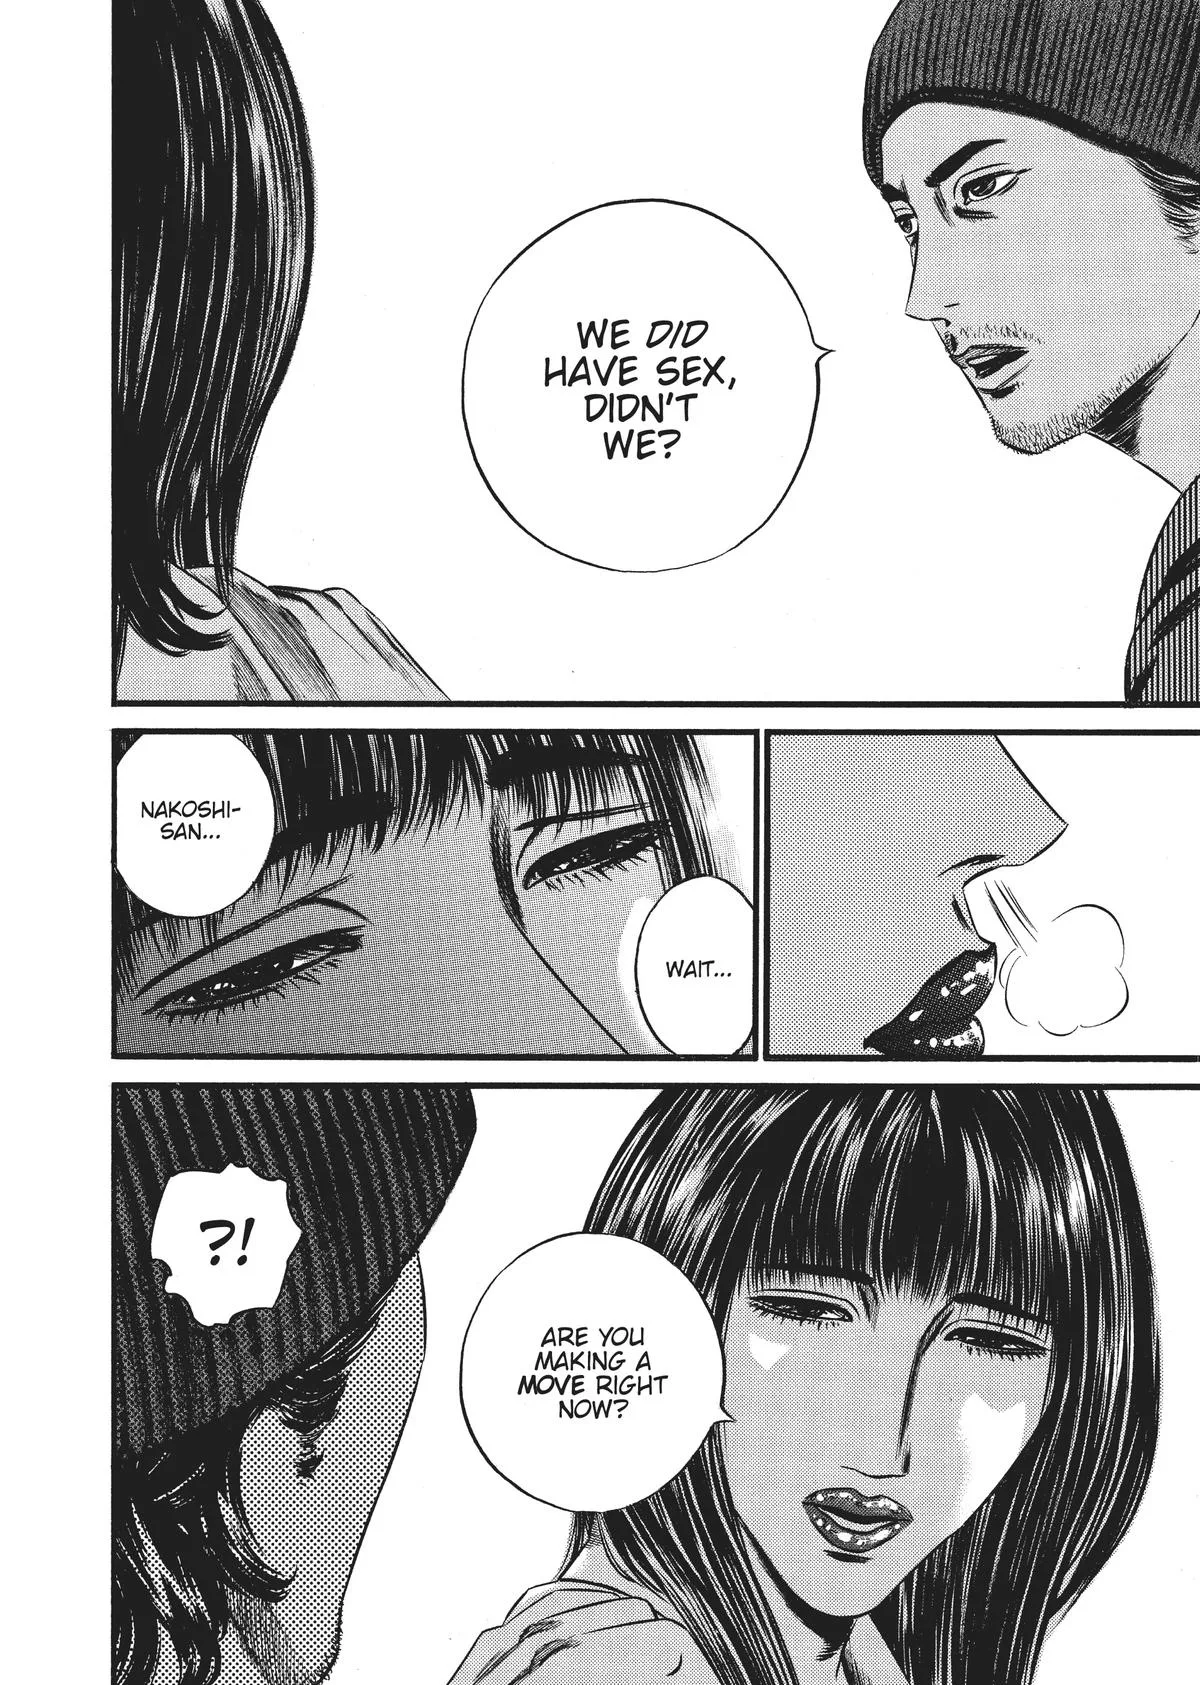 WE DID
HAVE SEX,
DIDN'T
WE?
WAIT...
NAKOSHI-
SAN...
ARE YOU
MAKING A
MOVE RIGHT
NOW?
?!